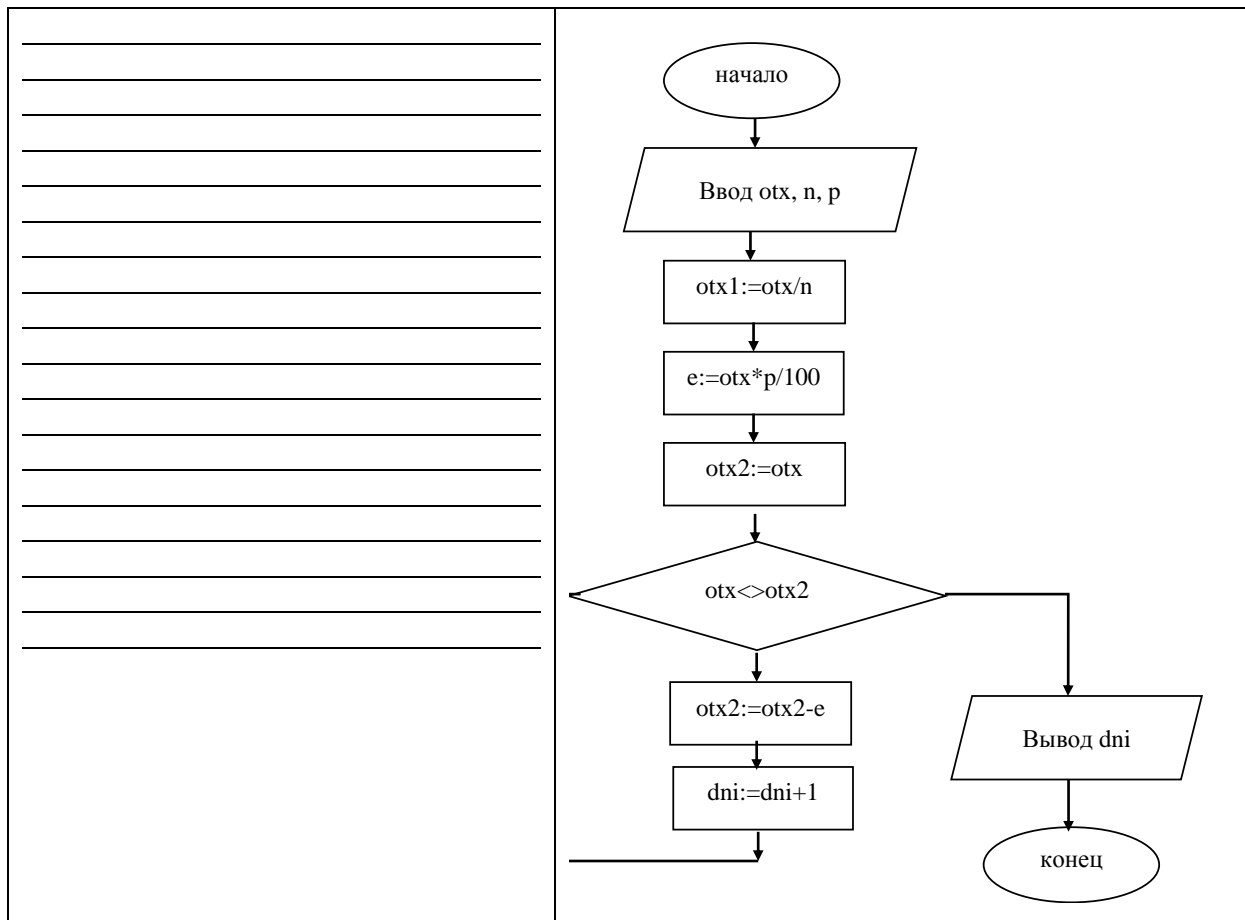 начало
Ввод otx, n, p
otx1:=otx/n
e:=otx*p/100
otx2:=otx
otx<>otx2
otx2:=otx2-e
dni:=dni+1
Вывод dni
конец